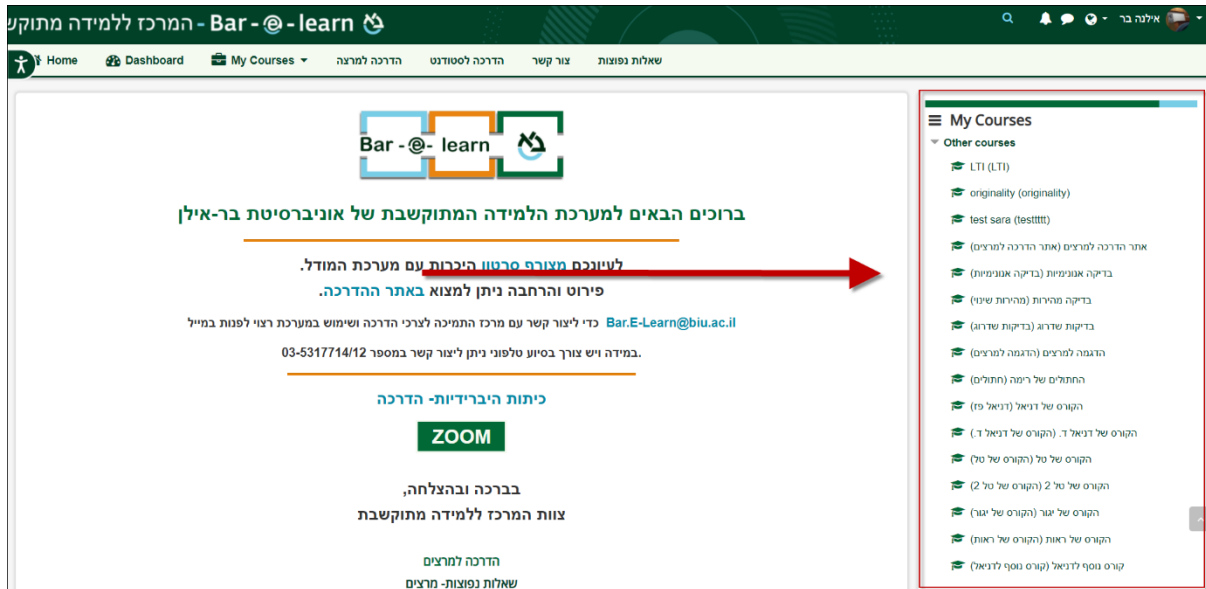 המרכז ללמידה מתוקש - Bar - @ - learn בא
אילנה בר
Home
Dashboard
My Courses
הדרכה למרצה
הדרכה לסטודנט
צור קשר
שאלות נפוצות
Bar - @- learn בא
ברוכים הבאים למערכת הלמידה המתוקשבת של אוניברסיטת בר-אילן
לעיונכם מצורף סרטון היכרות עם מערכת המודל.
פירוט והרחבה ניתן למצוא באתר ההדרכה.
כדי ליצור קשר עם מרכז התמיכה לצרכי הדרכה ושימוש במערכת רצוי לפנות במייל Bar.E-Learn@biu.ac.il
במידה ויש צורך בסיוע טלפוני ניתן ליצור קשר במספר 03-5317714/12.
כיתות היברידיות- הדרכה
ZOOM
בברכה ובהצלחה,
צוות המרכז ללמידה מתוקשבת
הדרכה למרצים
שאלות נפוצות- מרצים
My Courses
Other courses
LTI (LTI)
originality (originality)
test sara (testtttt)
אתר הדרכה למרצים (אתר הדרכה למרצים)
בדיקה אנונימיות (בדיקה אנונימיות)
בדיקה מהירות (מהירות שינוי)
בדיקות שדרוג (בדיקות שדרוג)
הדגמה למרצים (הדגמה למרצים)
החתולים של רימה (חתולים)
הקורס של דניאל (דניאל פז)
הקורס של דניאל ד. (הקורס של דניאל ד.)
הקורס של טל (הקורס של טל)
הקורס של טל 2 (הקורס של טל 2)
הקורס של יגור (הקורס של יגור)
הקורס של ראות (הקורס של ראות)
קורס נוסף לדניאל (קורס נוסף לדניאל)